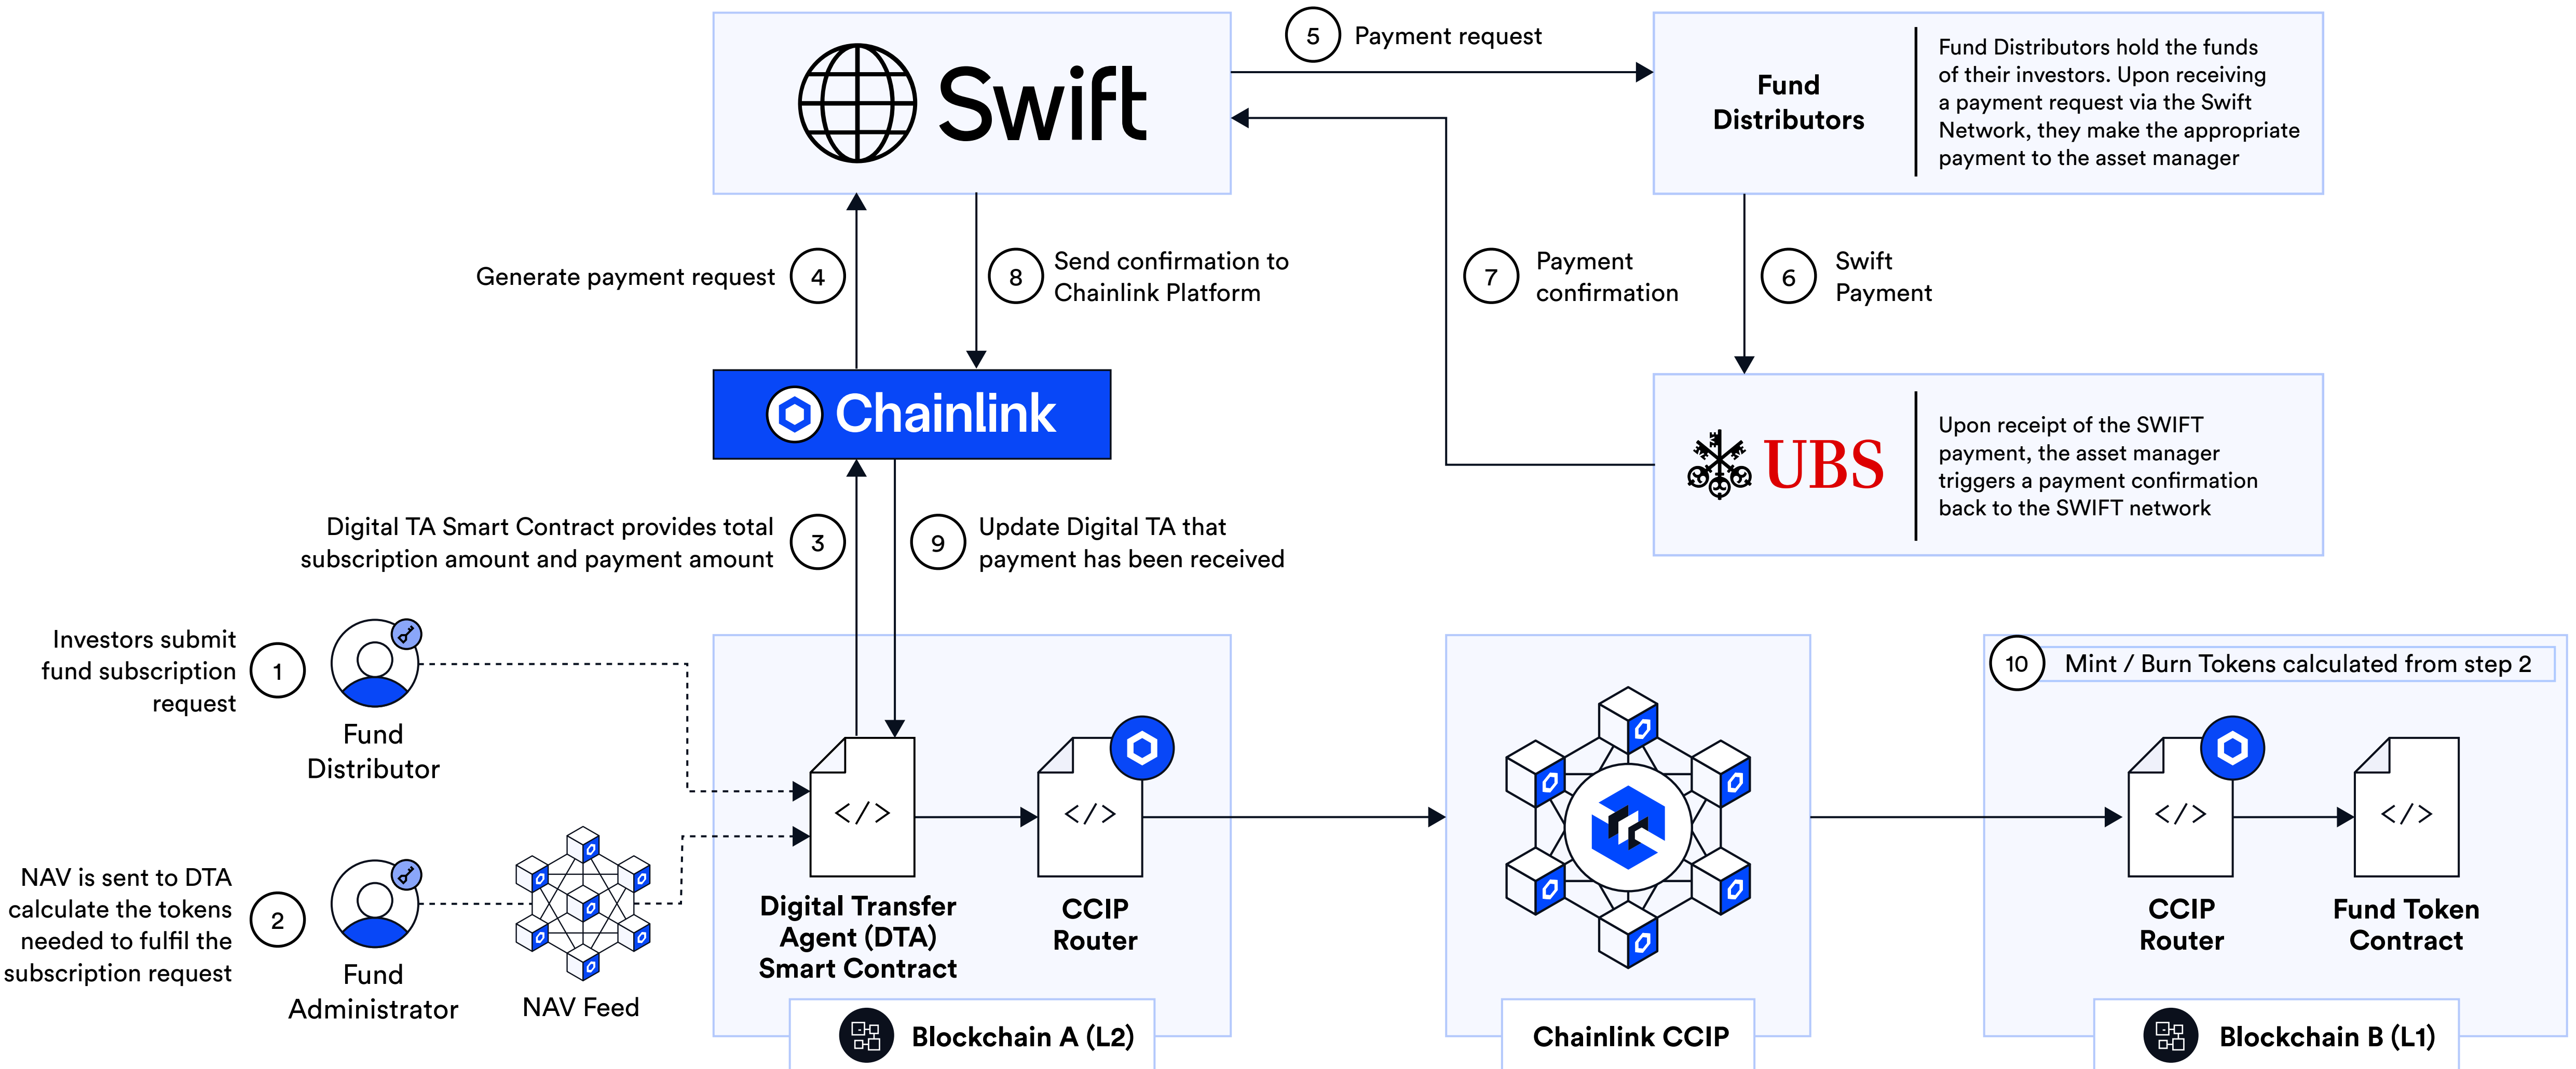 Swift
5
Payment request
Fund
Distributors
Fund Distributors hold the funds
of their investors. Upon receiving
a payment request via the Swift
Network, they make the appropriate
payment to the asset manager
Generate payment request
4
8
Send confirmation to
Chainlink Platform
7
Payment
confirmation
6
Swift
Payment
Chainlink
UBS
Upon receipt of the SWIFT
payment, the asset manager
triggers a payment confirmation
back to the SWIFT network
Digital TA Smart Contract provides total
subscription amount and payment amount
3
9
Update Digital TA that
payment has been received
Investors submit
fund subscription
request
1
Fund
Distributor
NAV is sent to DTA
calculate the tokens
needed to fulfil the
subscription request
2
Fund
Administrator
NAV Feed
</>
Digital Transfer
Agent (DTA)
Smart Contract
</>
CCIP
Router
Blockchain A (L2)
Chainlink CCIP
10
Mint / Burn Tokens calculated from step 2
</>
CCIP
Router
</>
Fund Token
Contract
Blockchain B (L1)